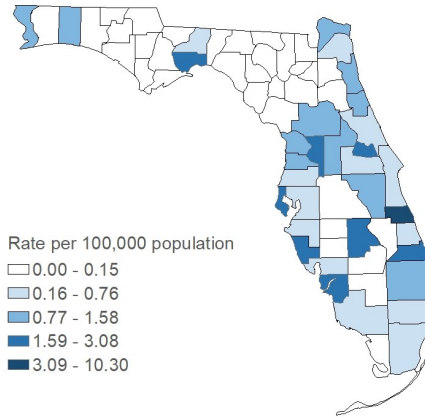 Rate per 100,000 population
0.00 - 0.15
0.16 - 0.76
0.77 - 1.58
1.59 - 3.08
3.09 - 10.30